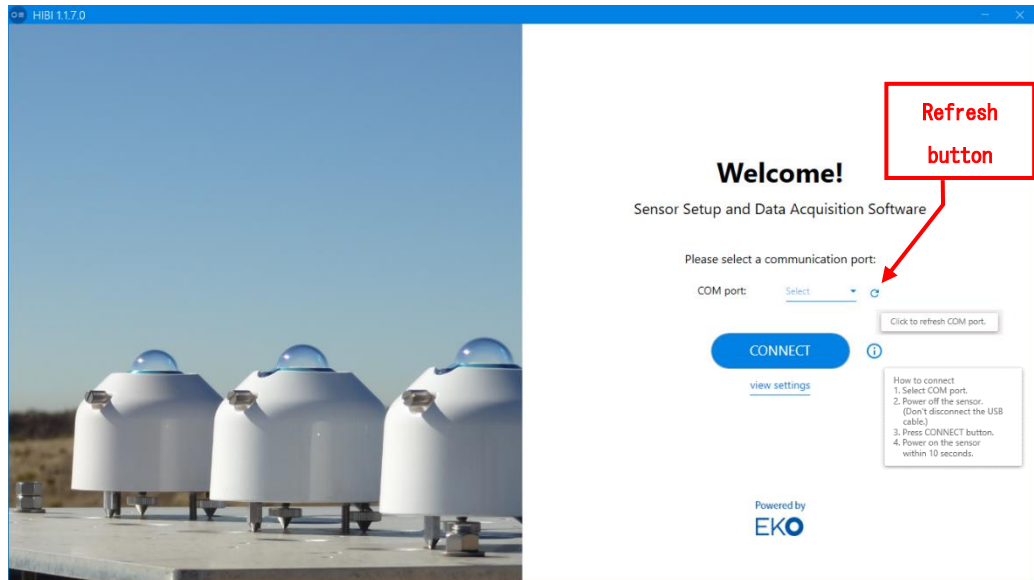 HIBI 1.1.7.0
Refresh
button
Welcome!
Sensor Setup and Data Acquisition Software
Please select a communication port:
COM port: Select
Click to refresh COM port.
CONNECT
view settings
How to connect
1. Select COM port.
2. Power off the sensor.
(Don't disconnect the USB
cable.)
3. Press CONNECT button.
4. Power on the sensor
within 10 seconds.
Powered by
EKO